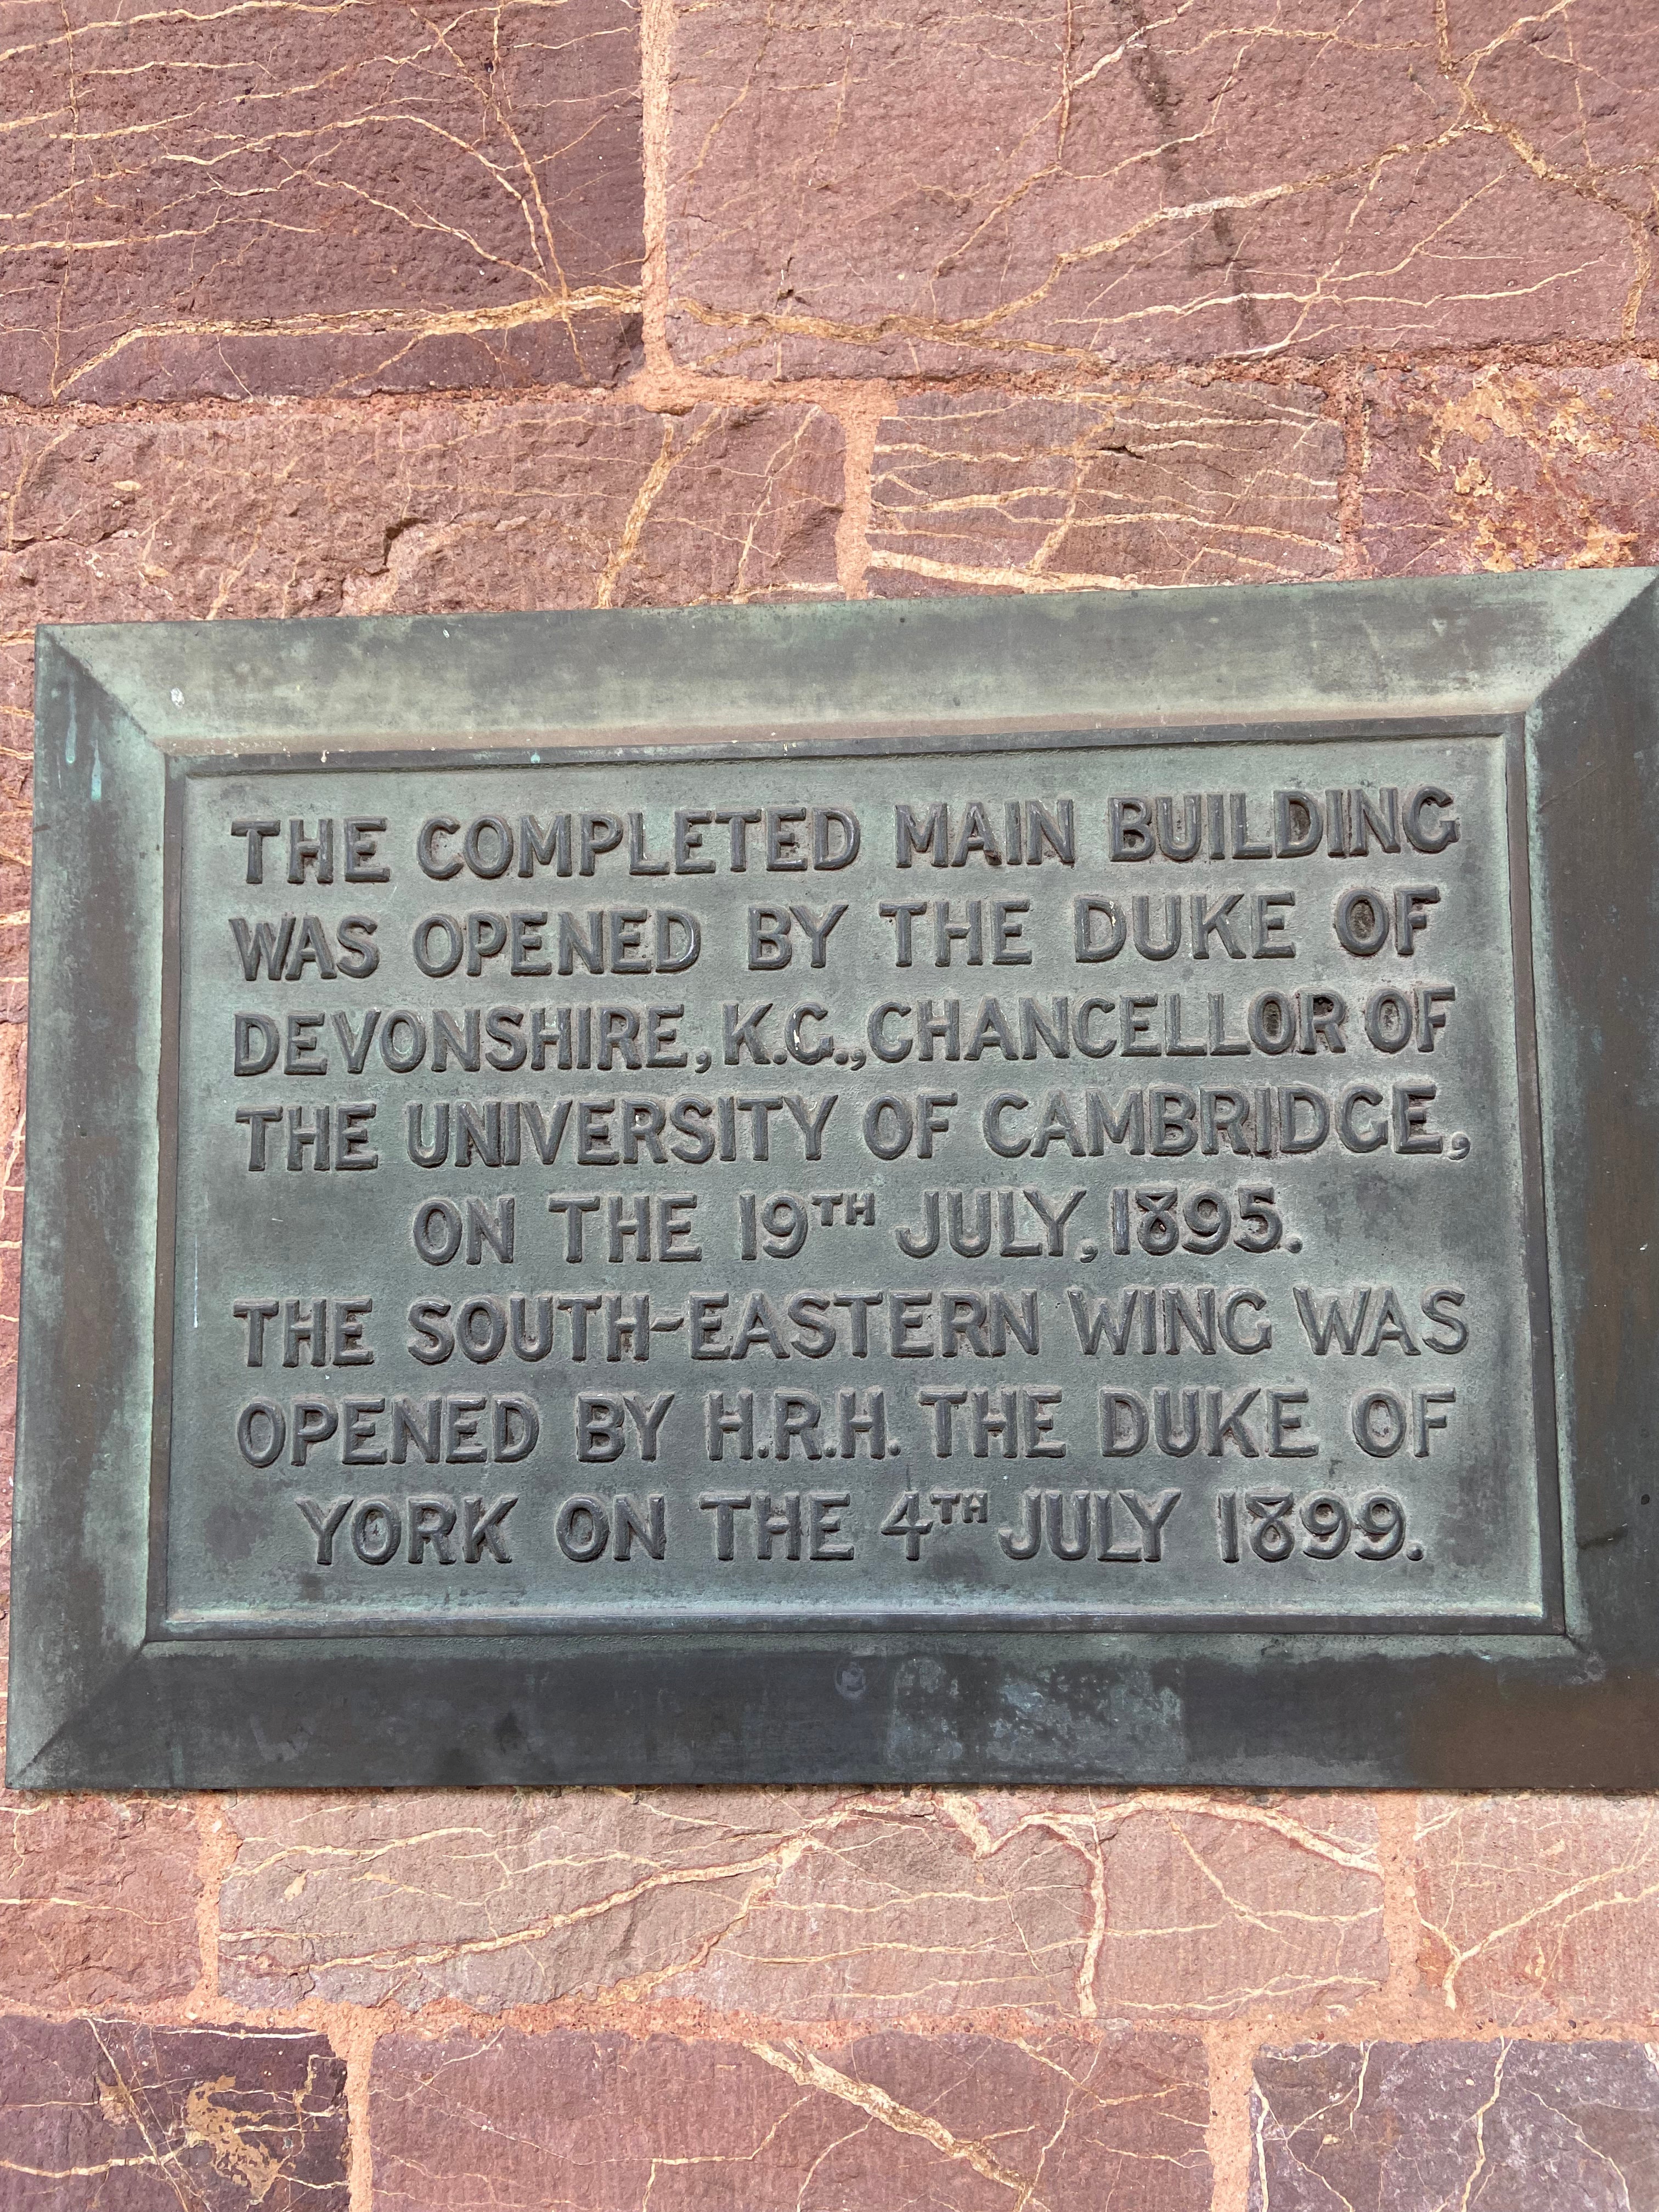 THE COMPLETED MAIN BUILDING
WAS OPENED BY THE DUKE OF
DEVONSHIRE, K.G., CHANCELLOR OF
THE UNIVERSITY OF CAMBRIDGE,
ON THE 19TH JULY, 1895.
THE SOUTH-EASTERN WING WAS
OPENED BY H.R.H. THE DUKE OF
YORK ON THE 4TH JULY 1899.